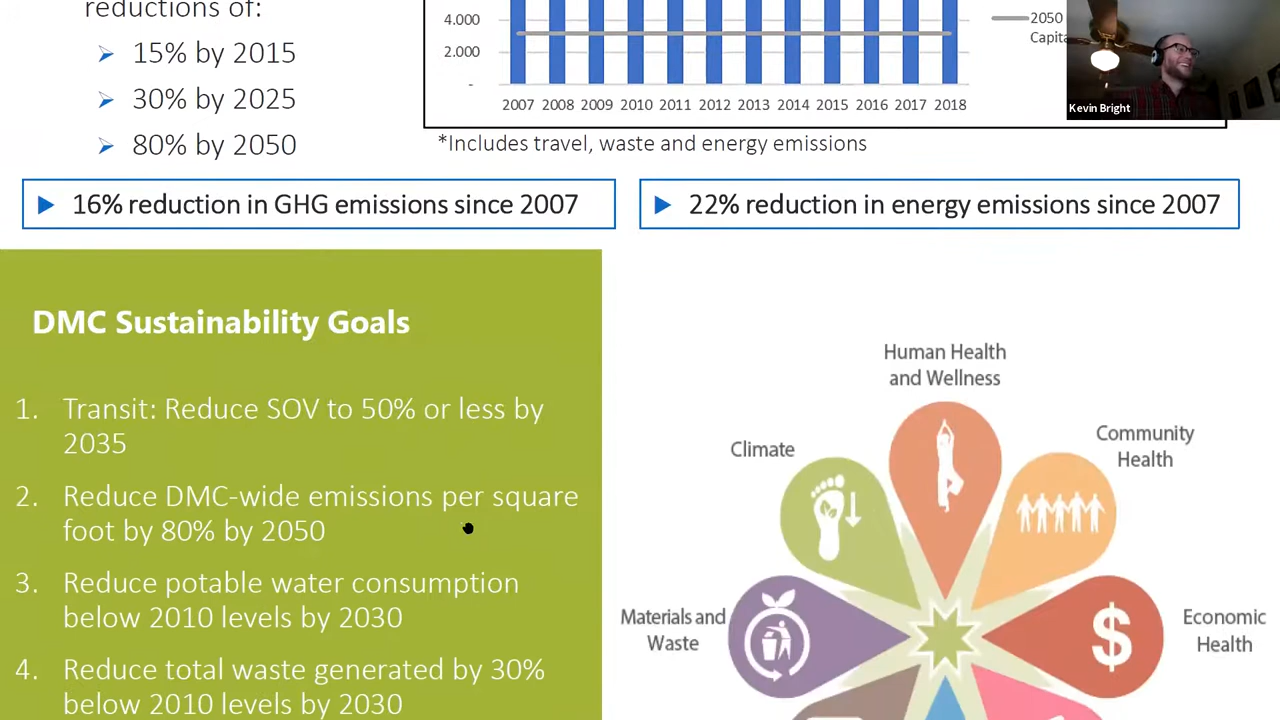 reductions of:
➢ 15% by 2015
➢ 30% by 2025
➢ 80% by 2050
4.000
2.000
-
2007 2008 2009 2010 2011 2012 2013 2014 2015 2016 2017 2018
2050
Capita
*Includes travel, waste and energy emissions
Kevin Bright
16% reduction in GHG emissions since 2007
22% reduction in energy emissions since 2007
DMC Sustainability Goals
1. Transit: Reduce SOV to 50% or less by
2035
2. Reduce DMC-wide emissions per square
foot by 80% by 2050
3. Reduce potable water consumption
below 2010 levels by 2030
4. Reduce total waste generated by 30%
below 2010 levels by 2030
Human Health
and Wellness
Climate
Community
Health
Materials and
Waste
Economic
Health
$